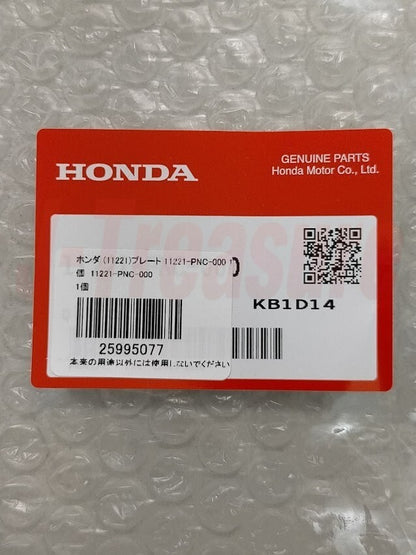 HONDA
GENUINE PARTS
Honda Motor Co., Ltd.
ホンダ(11221)プレート 11221-PNC-000 1
個 11221-PNC-000
1個
KB1D14
25995077
本来の用途以外には使用しないでください